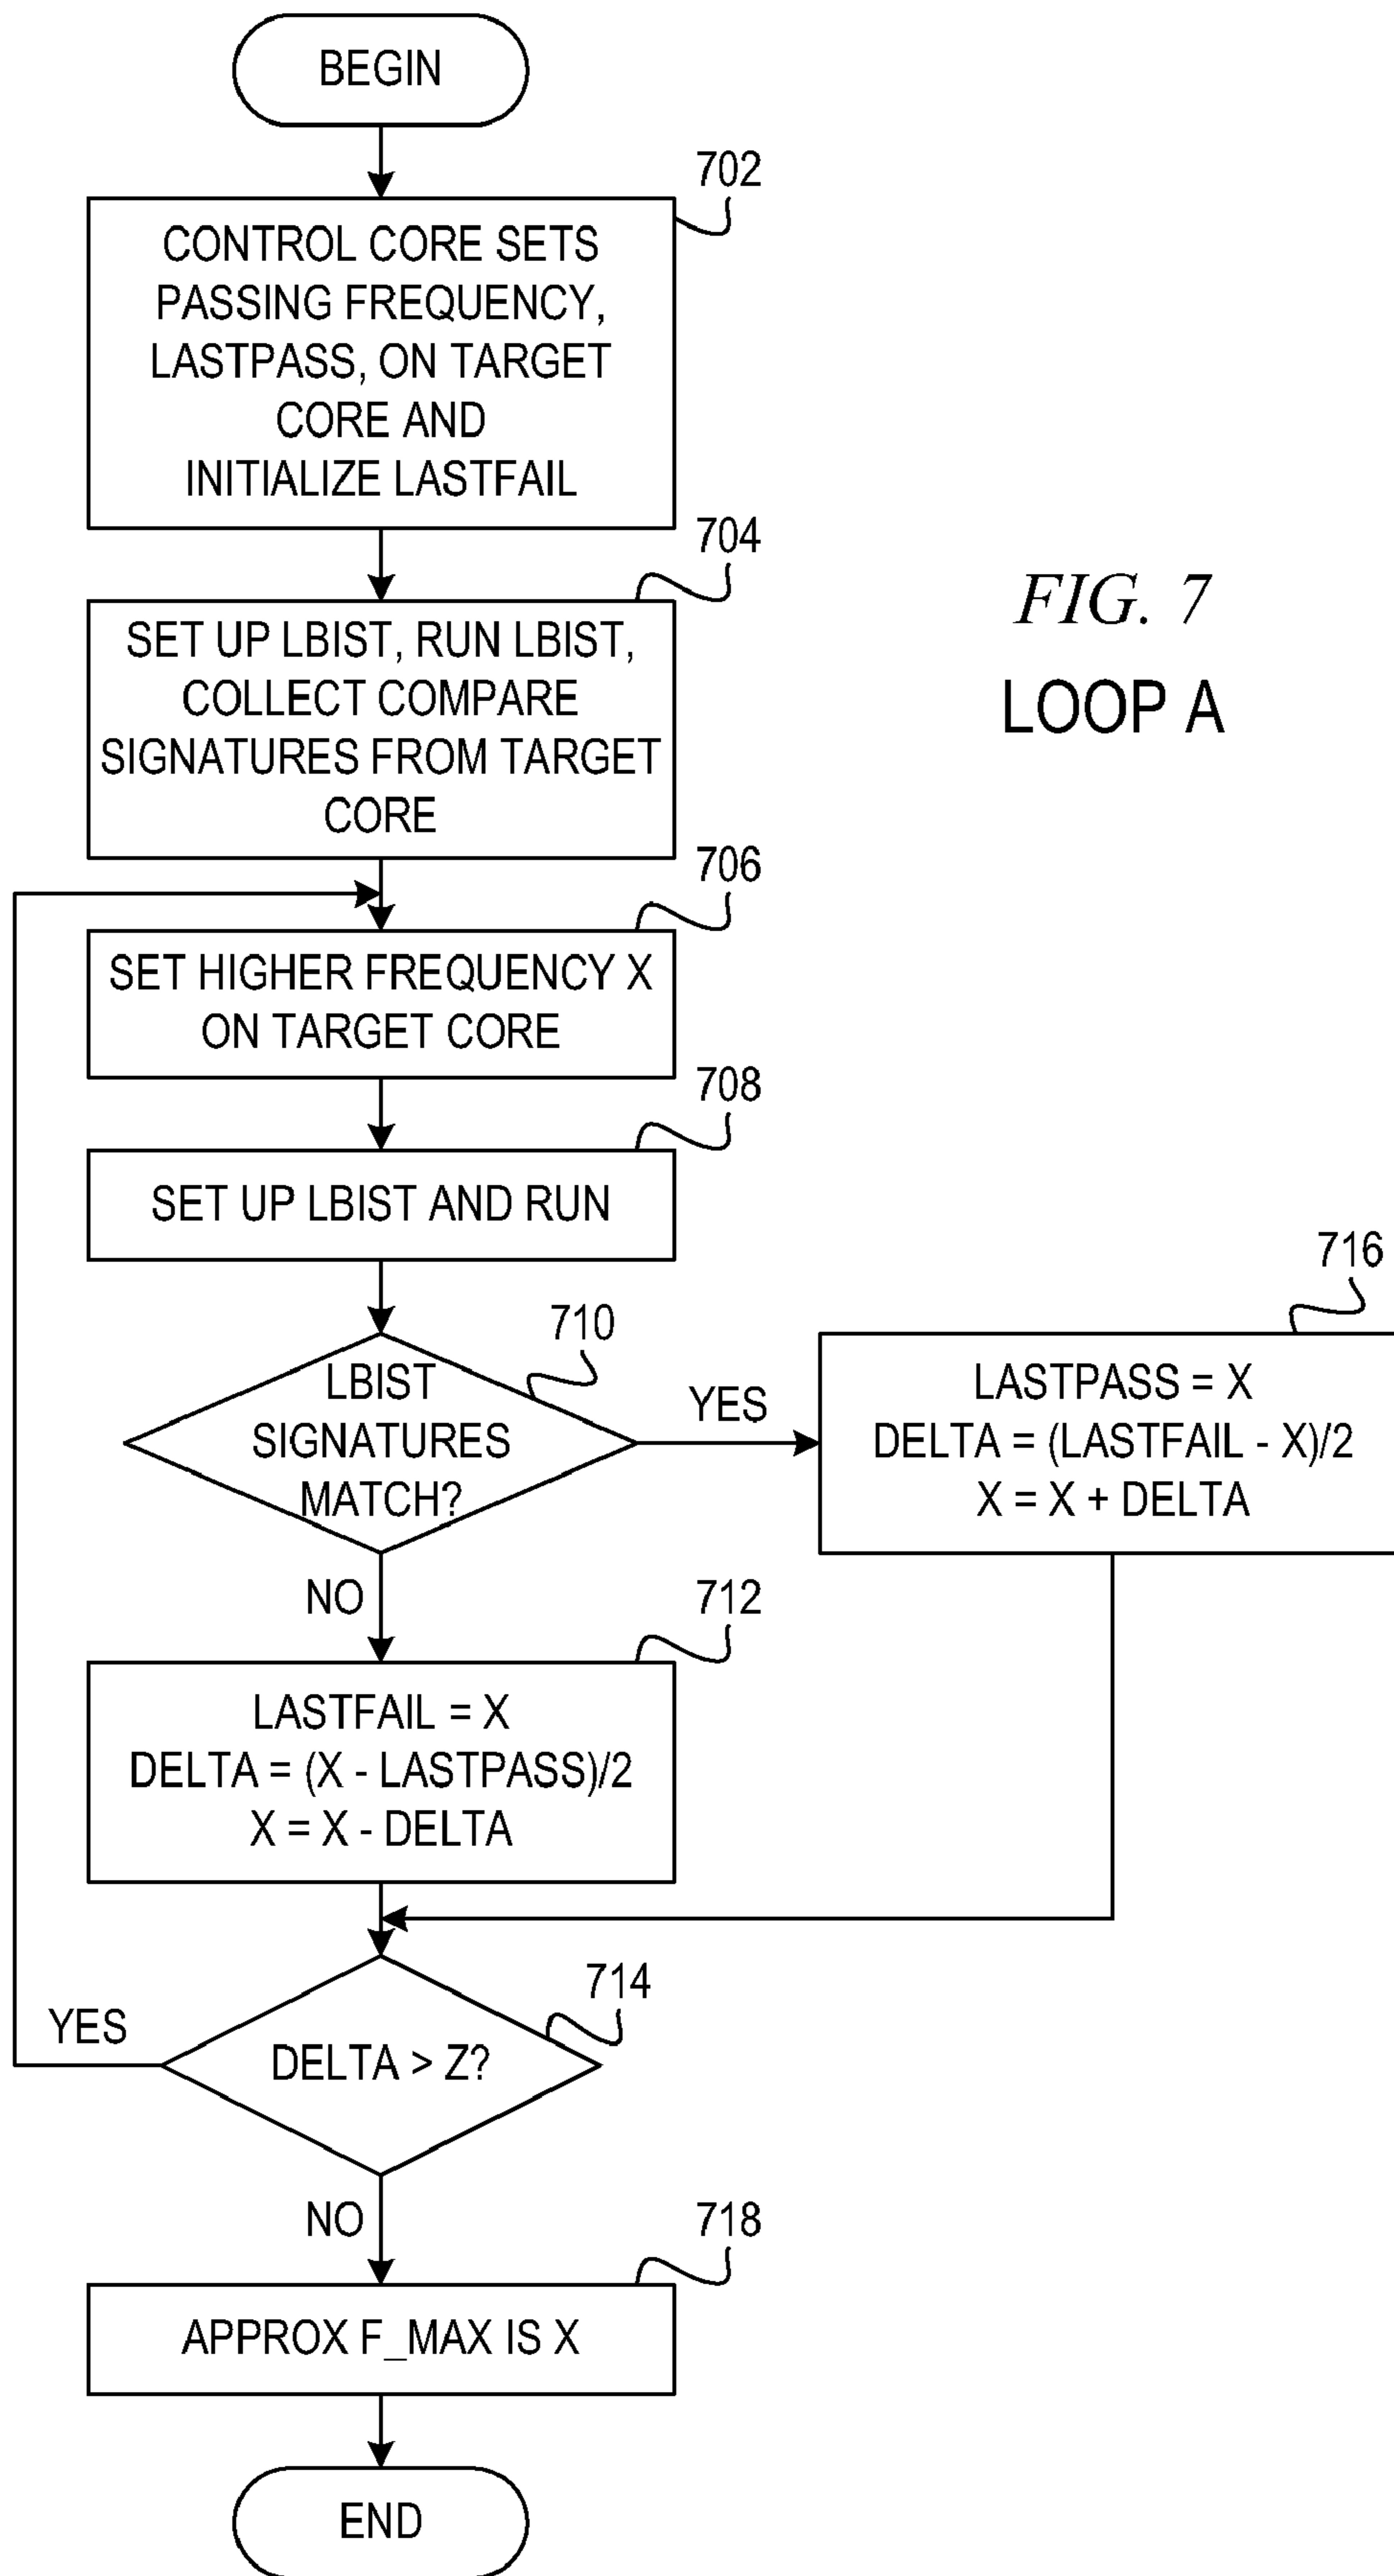 BEGIN
702
CONTROL CORE SETS
PASSING FREQUENCY,
LASTPASS, ON TARGET
CORE AND
INITIALIZE LASTFAIL
704
SET UP LBIST, RUN LBIST,
COLLECT COMPARE
SIGNATURES FROM TARGET
CORE
FIG. 7
LOOP A
706
SET HIGHER FREQUENCY X
ON TARGET CORE
708
SET UP LBIST AND RUN
710
LBIST
SIGNATURES
MATCH?
YES
716
LASTPASS = X
DELTA = (LASTFAIL - X)/2
X = X + DELTA
NO
712
LASTFAIL = X
DELTA = (X - LASTPASS)/2
X = X - DELTA
714
YES
DELTA > Z?
NO
718
APPROX F_MAX IS X
END